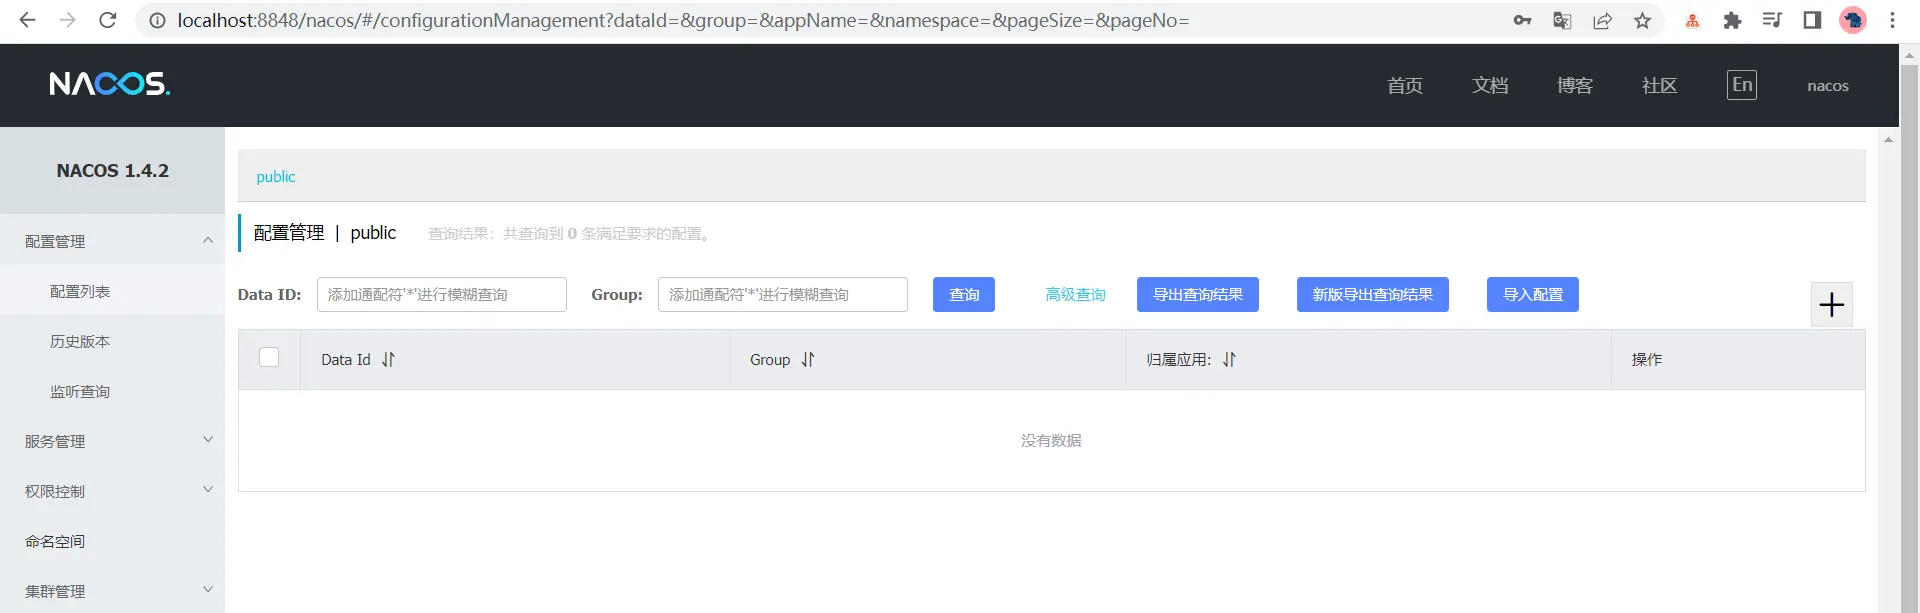 localhost:8848/nacos/#/configurationManagement?dataId=&group=&appName=&namespace=&pageSize=&pageNo=
NACOS.
首页 文档 博客 社区 En nacos
NACOS 1.4.2
配置管理
配置列表
历史版本
监听查询
服务管理
权限控制
命名空间
集群管理
public
配置管理 | public 查询结果：共查询到 0 条满足要求的配置。
Data ID: 添加通配符'*'进行模糊查询 Group: 添加通配符'*'进行模糊查询 查询 高级查询 导出查询结果 新版导出查询结果 导入配置
Data Id Group 归属应用: 操作
没有数据